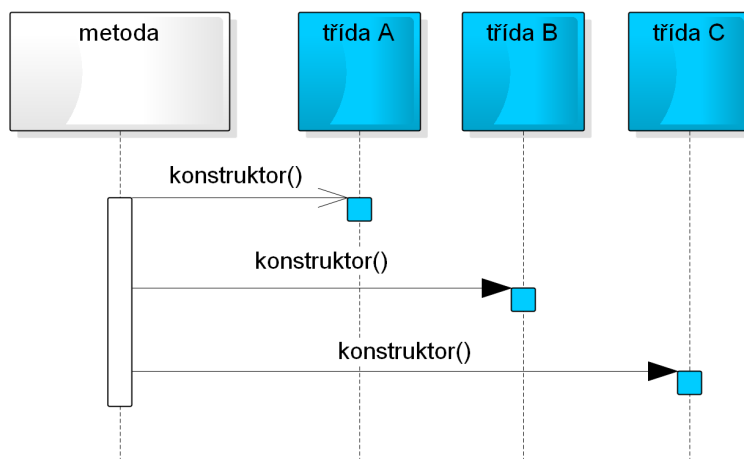 metoda
třída A
třída B
třída C
konstruktor()
konstruktor()
konstruktor()